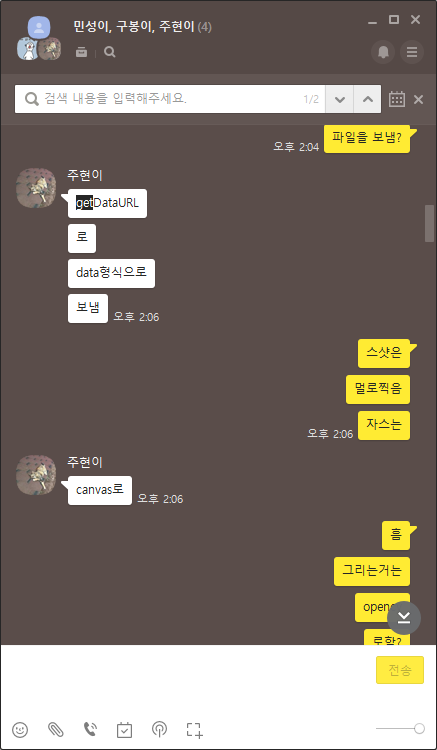 민성이, 구봉이, 주현이 (4)
검색 내용을 입력해주세요. 1/2
파일을 보냄?
오후 2:04
주현이
getDataURL
로
data형식으로
보냄
오후 2:06
스샷은
멀로찍음
자스는
오후 2:06
주현이
canvas로
오후 2:06
흠
그리는거는
로함?
전송